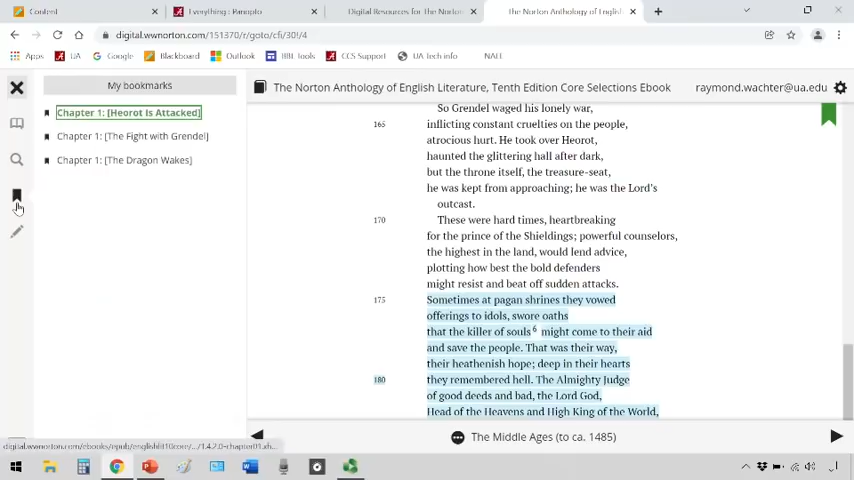 Content
Everything : Panopto
Digital Resources for The Norton
The Norton Anthology of English
digital.wwnorton.com/151370/r/goto/cfi/30!/4
Apps
UA
Google
Blackboard
Outlook
IRIE Tool
CCS Support
UA Tech info
My bookmarks
The Norton Anthology of English Literature, Tenth Edition Core Selections Ebook
raymond.wachter@ua.edu
Chapter 1: [Heorot Is Attacked]
Chapter 1: [The Fight with Grendel]
Chapter 1: [The Dragon Wakes]
So Grendel waged his lonely war,
165 inflicting constant cruelties on the people,
atrocious hurt. He took over Heorot,
haunted the glittering hall after dark,
but the throne itself, the treasure-seat,
he was kept from approaching; he was the Lord's
outcast.
170 These were hard times, heartbreaking
for the prince of the Shieldings; powerful counselors,
the highest in the land, would lend advice,
plotting how best the bold defenders
might resist and beat off sudden attacks.
175 Sometimes at pagan shrines they vowed
offerings to idols, swore oaths
that the killer of souls6 might come to their aid
and save the people. That was their way,
their heathenish hope; deep in their hearts
180 they remembered hell. The Almighty Judge
of good deeds and bad, the Lord God,
Head of the Heavens and High King of the World,
The Middle Ages (to ca. 1485)